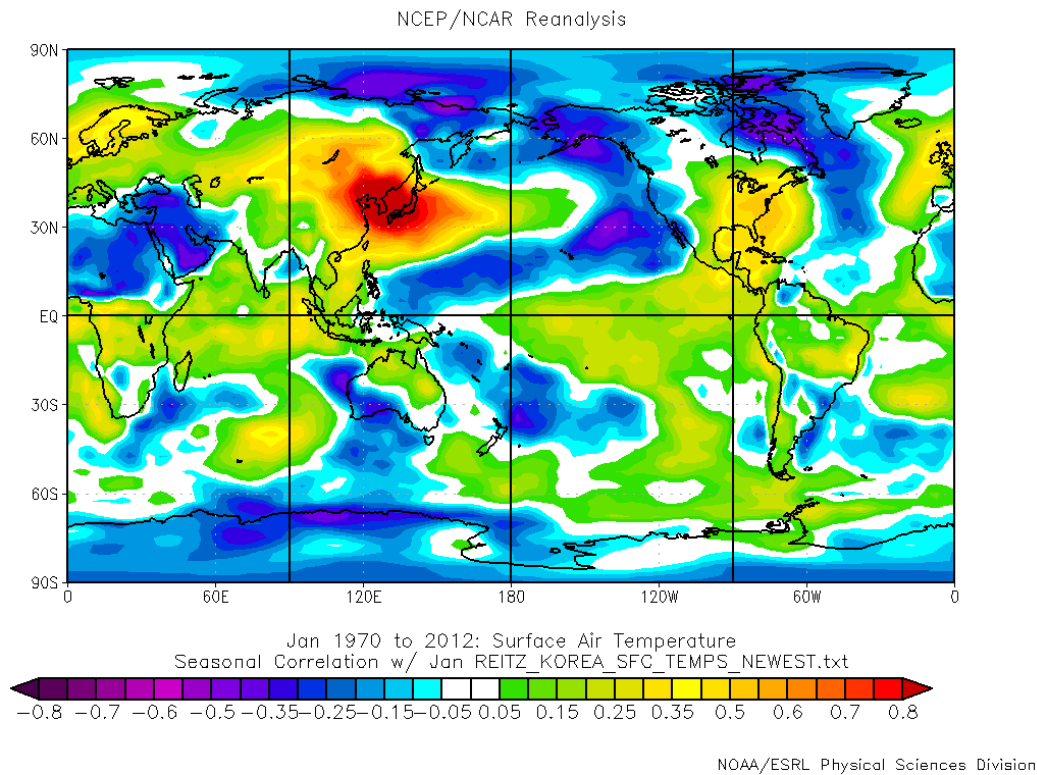 NCEP/NCAR Reanalysis
90N
60N
30N
EQ
30S
60S
90S
0 60E 120E 180 120W 60W 0
Jan 1970 to 2012: Surface Air Temperature
Seasonal Correlation w/ Jan REITZ_KOREA_SFC_TEMPS_NEWEST.txt
−0.8 −0.7 −0.6 −0.5 −0.35 −0.25 −0.15 −0.05 0.05 0.15 0.25 0.35 0.5 0.6 0.7 0.8
NOAA/ESRL Physical Sciences Division